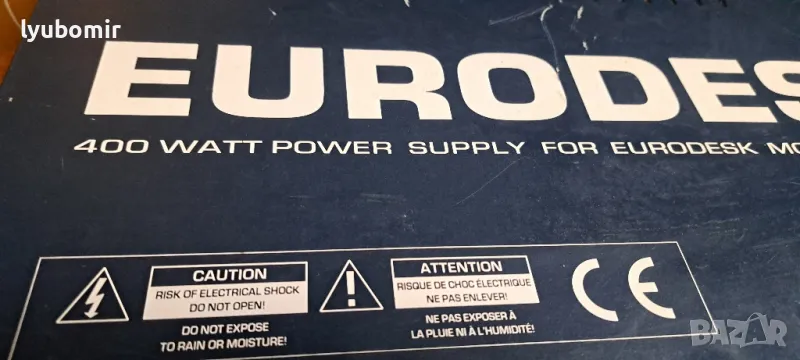 lyubomir
EURODES
400 WATT POWER SUPPLY FOR EURODESK MO
CAUTION
RISK OF ELECTRICAL SHOCK
DO NOT OPEN!
DO NOT EXPOSE
TO RAIN OR MOISTURE!
ATTENTION
RISQUE DE CHOC ÉLECTRIQUE
NE PAS ENLEVER!
NE PAS EXPOSER À
LA PLUIE NI À L'HUMIDITÉ!
CE
BAZAR